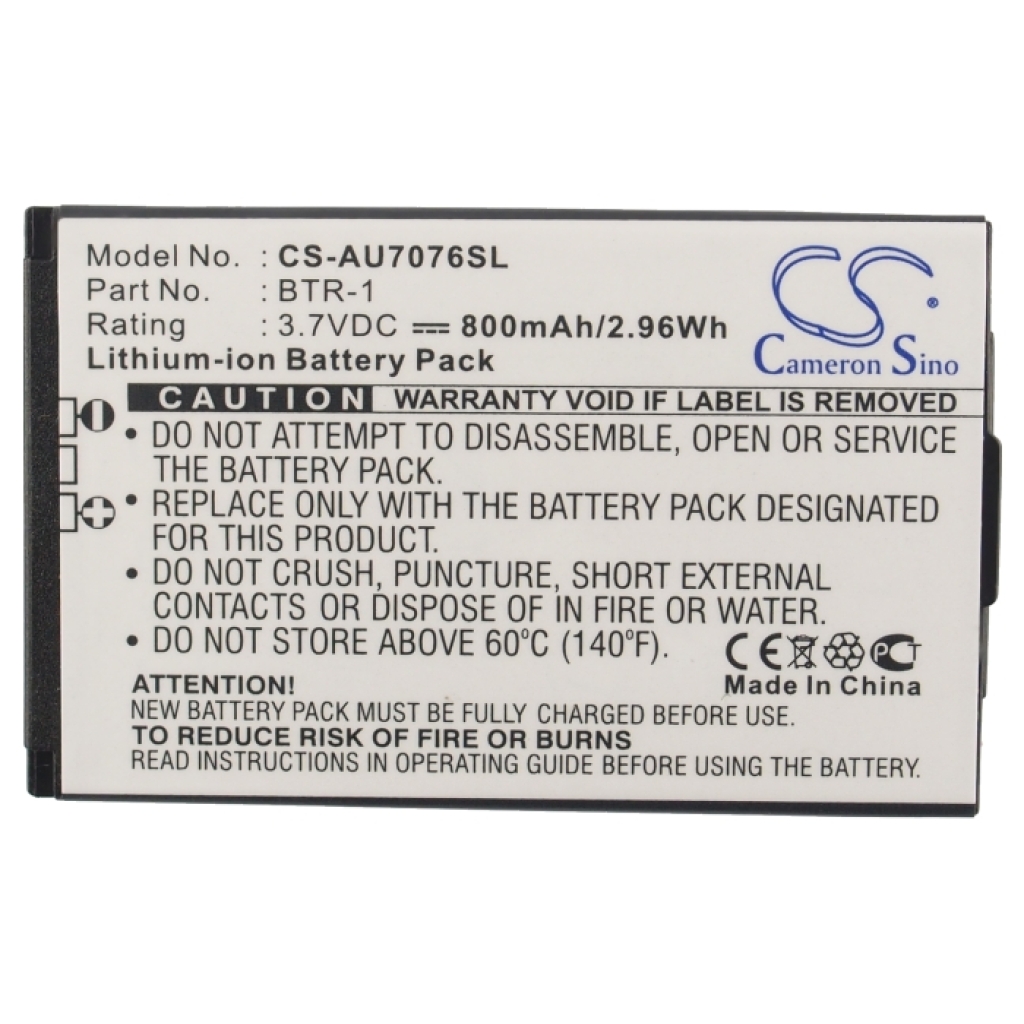 Model No. : CS-AU7076SL
Part No. : BTR-1
Rating : 3.7VDC 800mAh/2.96Wh
Lithium-ion Battery Pack
CS ®
Cameron Sino
CAUTION WARRANTY VOID IF LABEL IS REMOVED
• DO NOT ATTEMPT TO DISASSEMBLE, OPEN OR SERVICE
THE BATTERY PACK.
• REPLACE ONLY WITH THE BATTERY PACK DESIGNATED
FOR THIS PRODUCT.
• DO NOT CRUSH, PUNCTURE, SHORT EXTERNAL
CONTACTS OR DISPOSE OF IN FIRE OR WATER.
• DO NOT STORE ABOVE 60°C (140°F).
CE PCT
Made In China
ATTENTION!
NEW BATTERY PACK MUST BE FULLY CHARGED BEFORE USE.
TO REDUCE RISK OF FIRE OR BURNS
READ INSTRUCTIONS IN OPERATING GUIDE BEFORE USING THE BATTERY.